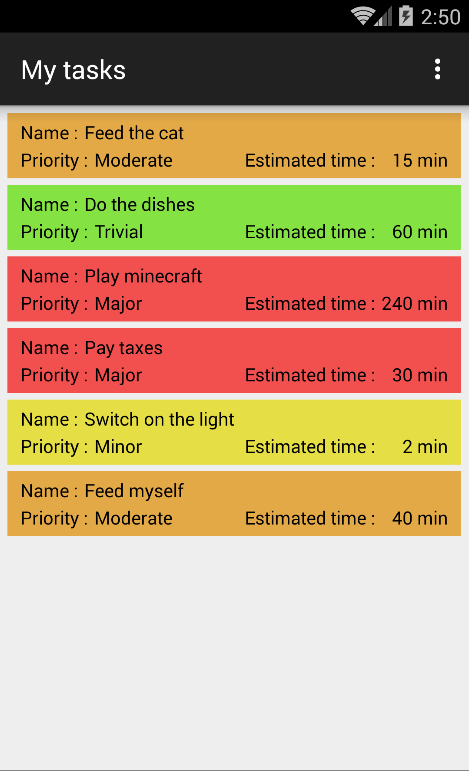 2:50
My tasks
Name : Feed the cat
Priority : Moderate Estimated time : 15 min
Name : Do the dishes
Priority : Trivial Estimated time : 60 min
Name : Play minecraft
Priority : Major Estimated time : 240 min
Name : Pay taxes
Priority : Major Estimated time : 30 min
Name : Switch on the light
Priority : Minor Estimated time : 2 min
Name : Feed myself
Priority : Moderate Estimated time : 40 min